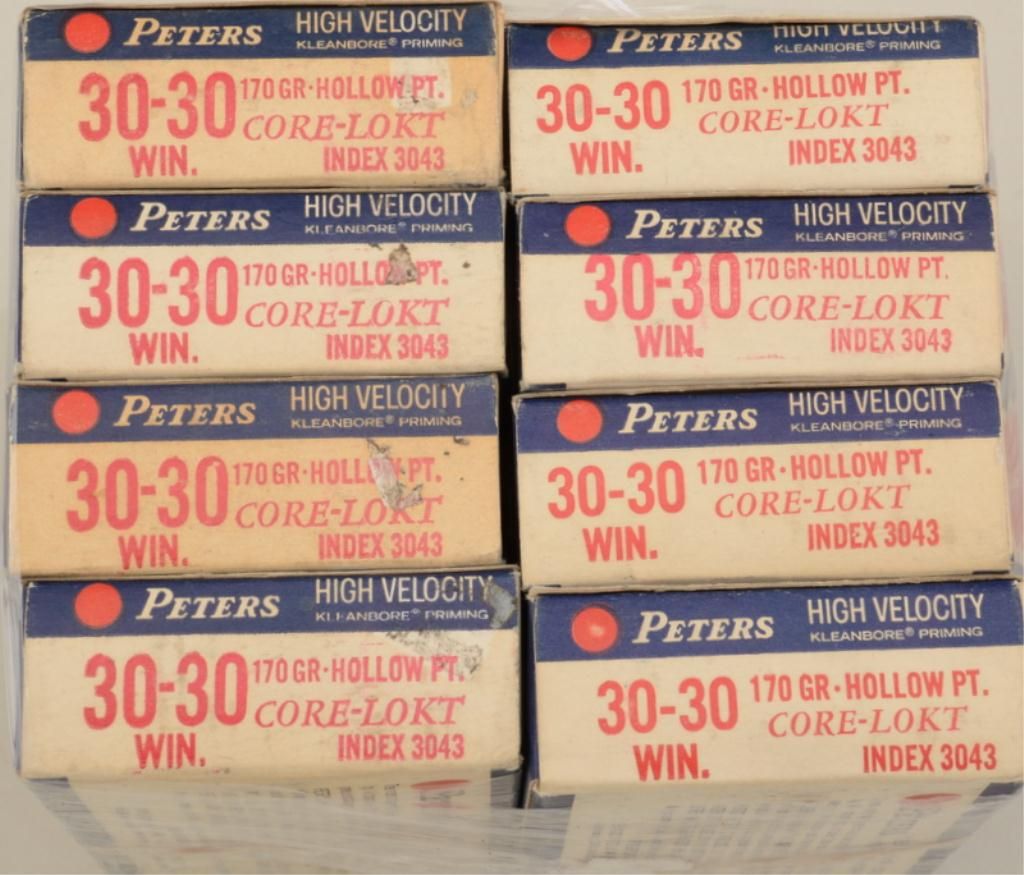 PETERS HIGH VELOCITY
KLEANBORE® PRIMING
30-30 170 GR·HOLLOW PT.
CORE-LOKT
WIN. INDEX 3043
PETERS HIGH VELOCITY
KLEANBORE® PRIMING
30-30 170 GR·HOLLOW PT.
CORE-LOKT
WIN. INDEX 3043
PETERS HIGH VELOCITY
KLEANBORE® PRIMING
30-30 170 GR·HOLLOW PT.
CORE-LOKT
WIN. INDEX 3043
PETERS HIGH VELOCITY
KLEANBORE® PRIMING
30-30 170 GR·HOLLOW PT.
CORE-LOKT
WIN. INDEX 3043
PETERS HIGH VELOCITY
KLEANBORE® PRIMING
30-30 170 GR·HOLLOW PT.
CORE-LOKT
WIN. INDEX 3043
PETERS HIGH VELOCITY
KLEANBORE® PRIMING
30-30 170 GR·HOLLOW PT.
CORE-LOKT
WIN. INDEX 3043
PETERS HIGH VELOCITY
KLEANBORE® PRIMING
30-30 170 GR·HOLLOW PT.
CORE-LOKT
WIN. INDEX 3043
PETERS HIGH VELOCITY
KLEANBORE® PRIMING
30-30 170 GR·HOLLOW PT.
CORE-LOKT
WIN. INDEX 3043